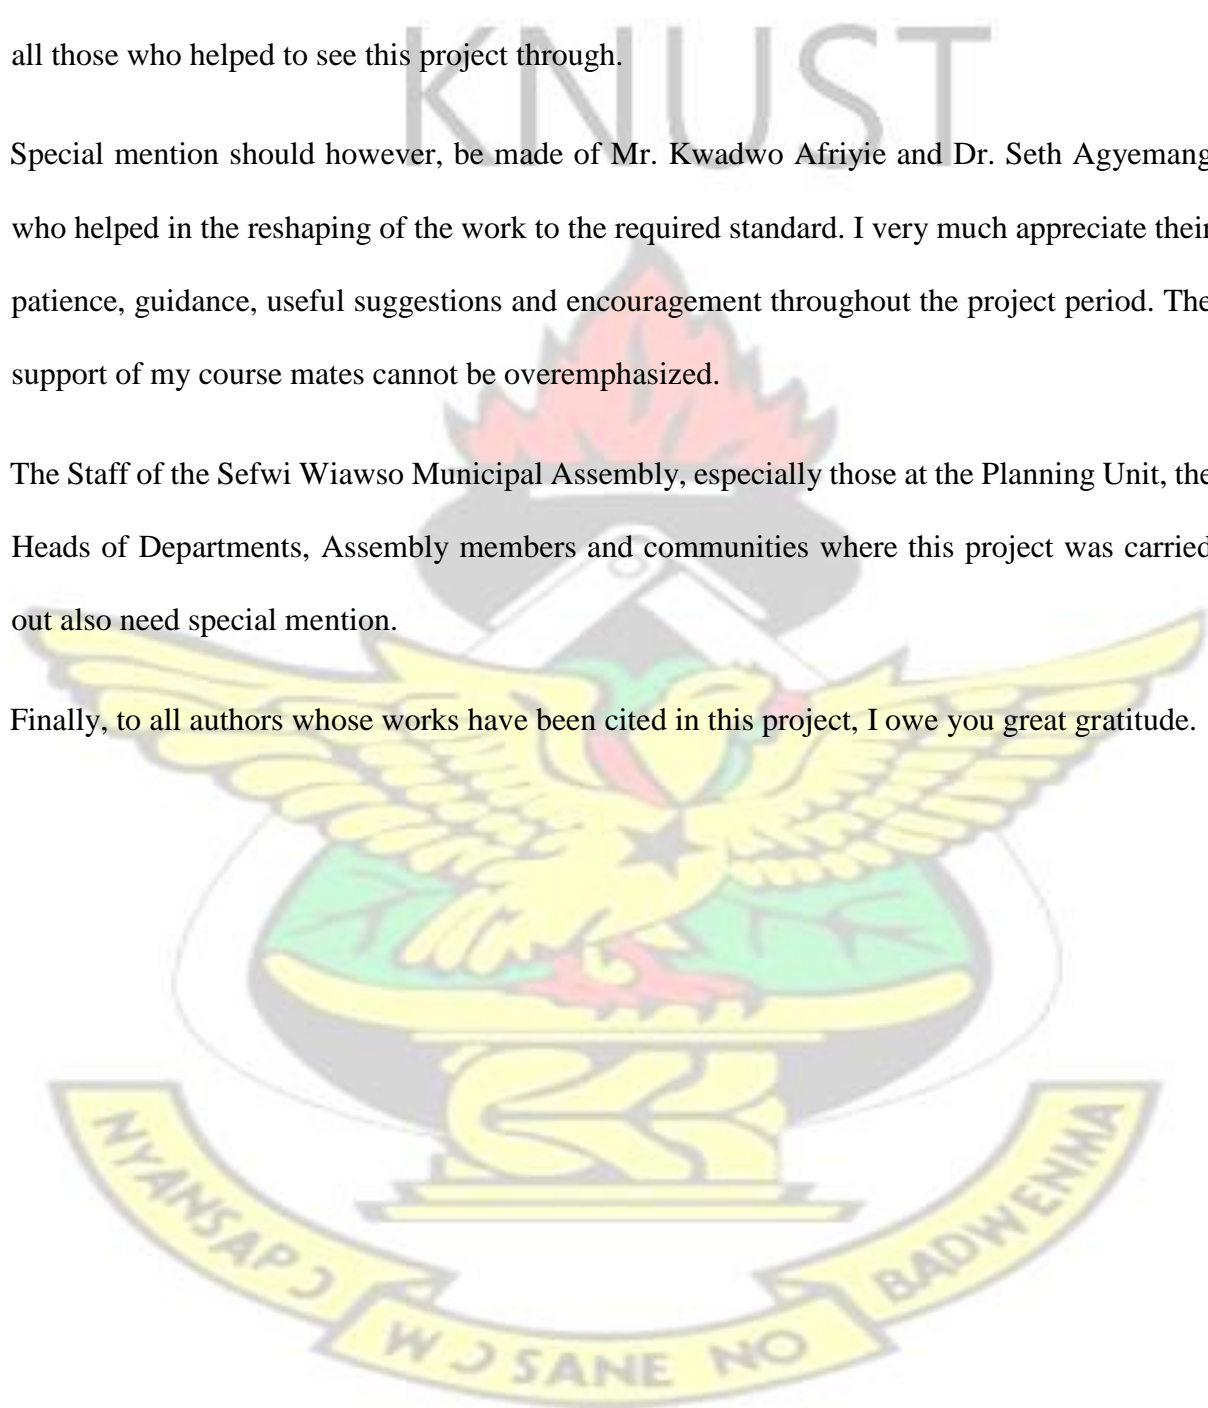 KNUST
all those who helped to see this project through.
Special mention should however, be made of Mr. Kwadwo Afriyie and Dr. Seth Agyemang
who helped in the reshaping of the work to the required standard. I very much appreciate their
patience, guidance, useful suggestions and encouragement throughout the project period. The
support of my course mates cannot be overemphasized.
The Staff of the Sefwi Wiawso Municipal Assembly, especially those at the Planning Unit, the
Heads of Departments, Assembly members and communities where this project was carried
out also need special mention.
Finally, to all authors whose works have been cited in this project, I owe you great gratitude.
NYANSAPƆ
WƆ SANE NO
BADWENMA